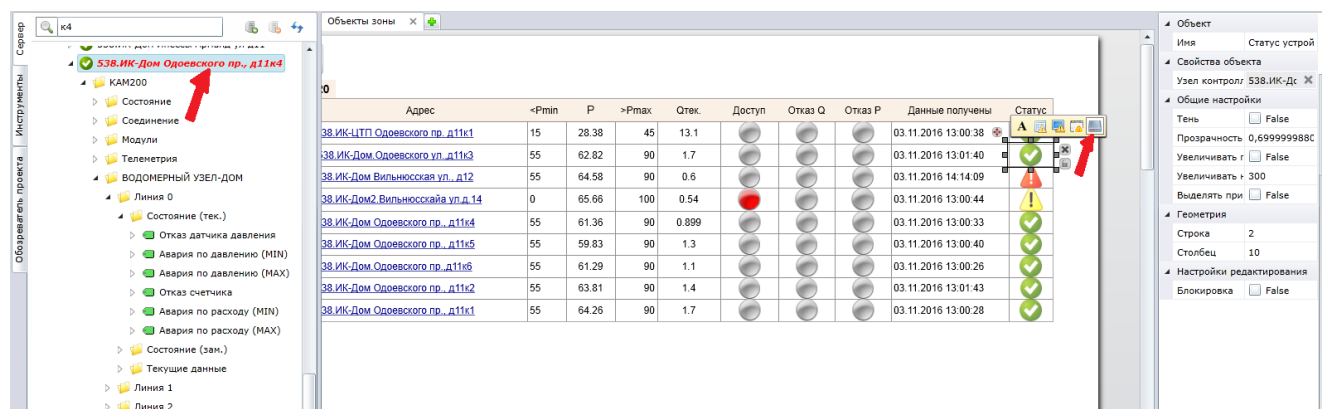 Сервер
Инструменты
Обозреватель проекта
к4
538.ИК-Дом Одоевского пр., д11к4
КАМ200
Состояние
Соединение
Модули
Телеметрия
ВОДОМЕРНЫЙ УЗЕЛ-ДОМ
Линия 0
Состояние (тек.)
Отказ датчика давления
Авария по давлению (MIN)
Авария по давлению (MAX)
Отказ счетчика
Авария по расходу (MIN)
Авария по расходу (MAX)
Состояние (зам.)
Текущие данные
Линия 1
Линия 2
Объекты зоны
Адрес <Pmin P >Pmax Qтек. Доступ Отказ Q Отказ P Данные получены Статус
38.ИК-ЦТП Одоевского пр. д11к1 15 28.38 45 13.1 03.11.2016 13:00:38
538.ИК-Дом.Одоевского ул.,д11к3 55 62.82 90 1.7 03.11.2016 13:01:40
38.ИК-Дом Вильнюсская ул., д12 55 64.58 90 0.6 03.11.2016 14:14:09
38.ИК-Дом2.Вильнюсскайа ул.д.14 0 65.66 100 0.54 03.11.2016 13:00:44
38.ИК-Дом Одоевского пр., д11к4 55 61.36 90 0.899 03.11.2016 13:00:33
38.ИК-Дом Одоевского пр., д11к5 55 59.83 90 1.3 03.11.2016 13:00:40
38.ИК-Дом.Одоевского пр.,д11к6 55 61.29 90 1.1 03.11.2016 13:00:26
38.ИК-Дом Одоевского пр., д11к2 55 63.81 90 1.4 03.11.2016 13:01:43
38.ИК-Дом Одоевского пр., д11к1 55 64.26 90 1.7 03.11.2016 13:00:28
A
Объект
Имя Статус устрой
Свойства объекта
Узел контролл 538.ИК-Дс
Общие настройки
Тень False
Прозрачность 0,699999988С
Увеличивать г False
Увеличивать н 300
Выделять при False
Геометрия
Строка 2
Столбец 10
Настройки редактирования
Блокировка False